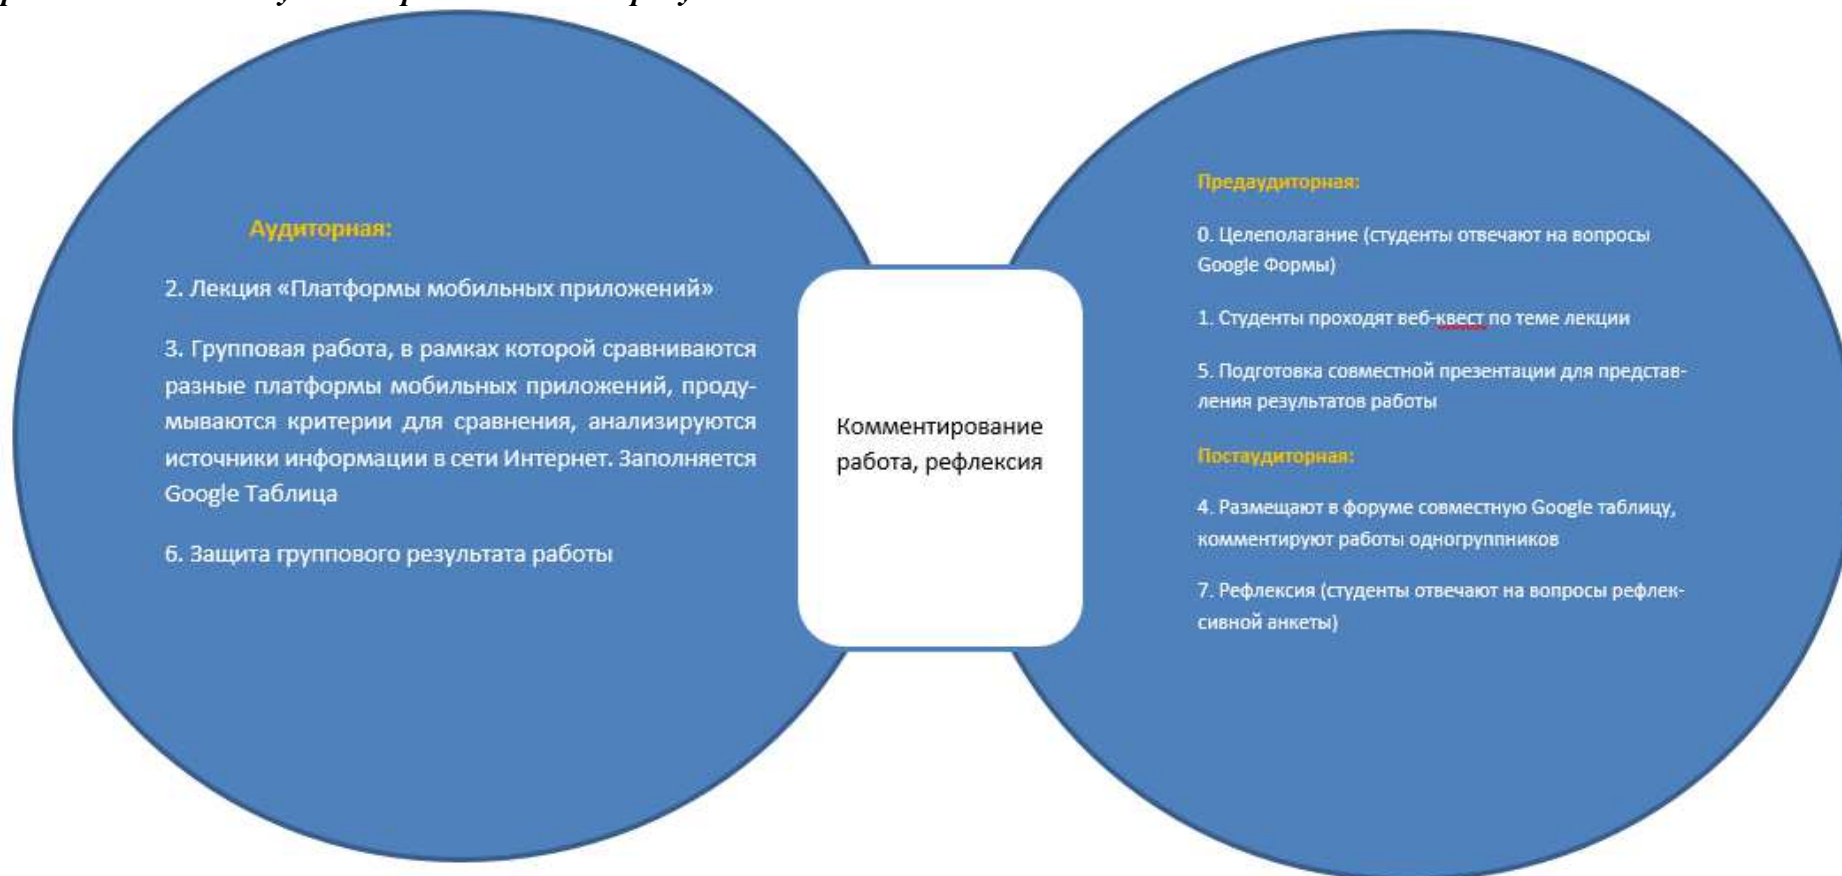 Аудиторная:
2. Лекция «Платформы мобильных приложений»
3. Групповая работа, в рамках которой сравниваются
разные платформы мобильных приложений, проду-
мываются критерии для сравнения, анализируются
источники информации в сети Интернет. Заполняется
Google Таблица
6. Защита группового результата работы
Комментирование
работа, рефлексия
Предаудиторная:
0. Целеполагание (студенты отвечают на вопросы
Google Формы)
1. Студенты проходят веб-квест по теме лекции
5. Подготовка совместной презентации для представ-
ления результатов работы
Постаудиторная:
4. Размещают в форуме совместную Google таблицу,
комментируют работы одногруппников
7. Рефлексия (студенты отвечают на вопросы рефлек-
сивной анкеты)